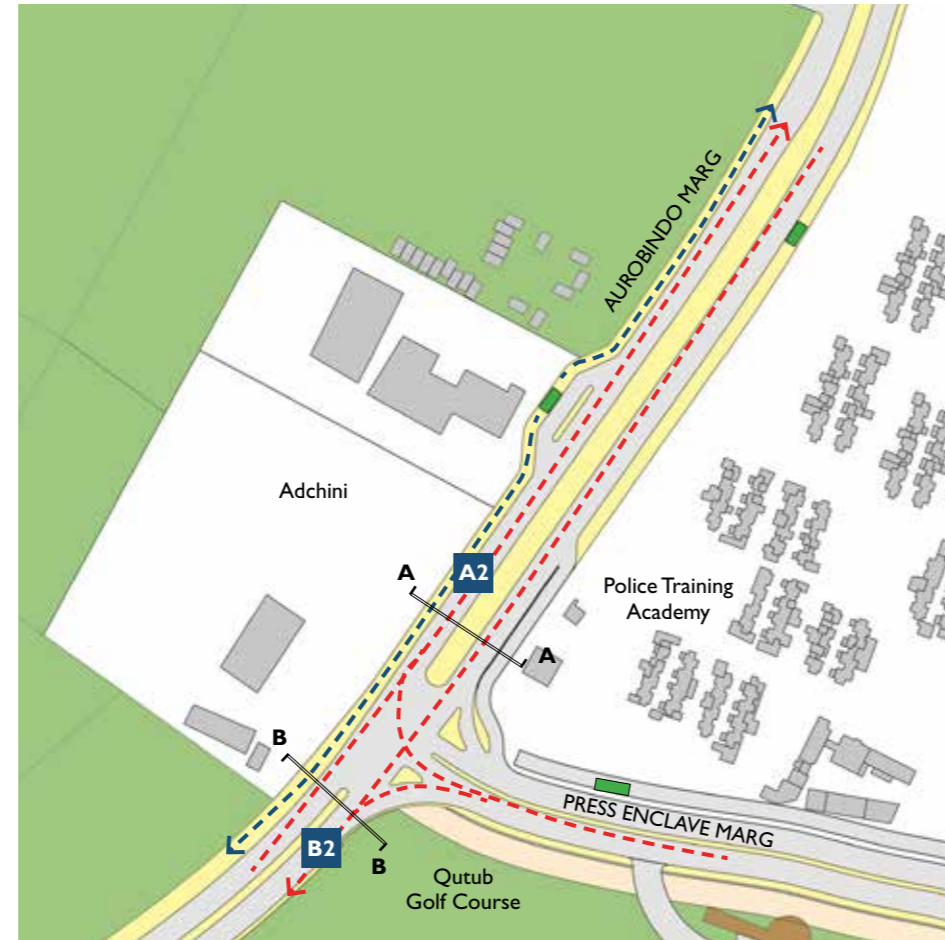 AUROBINDO MARG
Adchini
A
A2
Police Training
Academy
A
B
PRESS ENCLAVE MARG
B2
B
Qutub
Golf Course